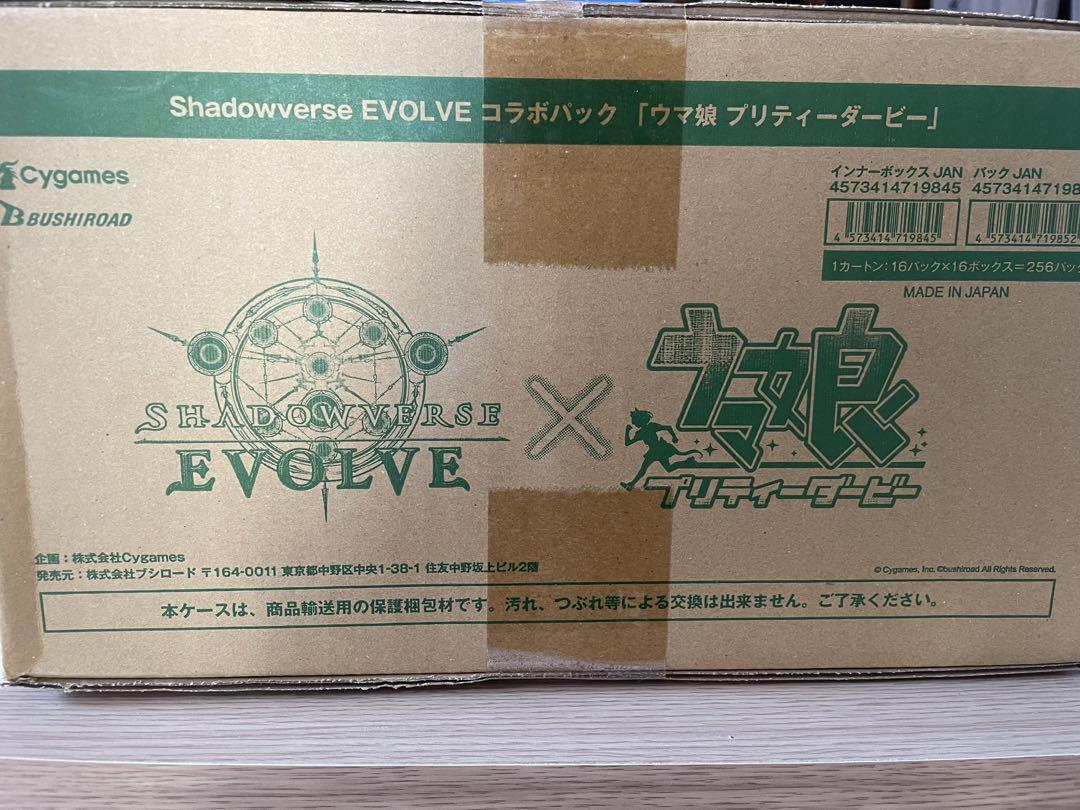 Shadowverse EVOLVE コラボパック 「ウマ娘 プリティーダービー」
Cygames
BUSHIROAD
インナーボックス JAN パック JAN
4573414719845 457341471985
4 573414 719845 4 573414 719852
1カートン：16パック×16ボックス＝256パック
MADE IN JAPAN
SHADOWVERSE
EVOLVE
×
ウマ娘
プリティーダービー
企画：株式会社Cygames
発売元：株式会社ブシロード 〒164-0011 東京都中野区中央1-38-1 住友中野坂上ビル2階
© Cygames, Inc. ©bushiroad All Rights Reserved.
本ケースは、商品輸送用の保護梱包材です。汚れ、つぶれ等による交換は出来ません。ご了承ください。